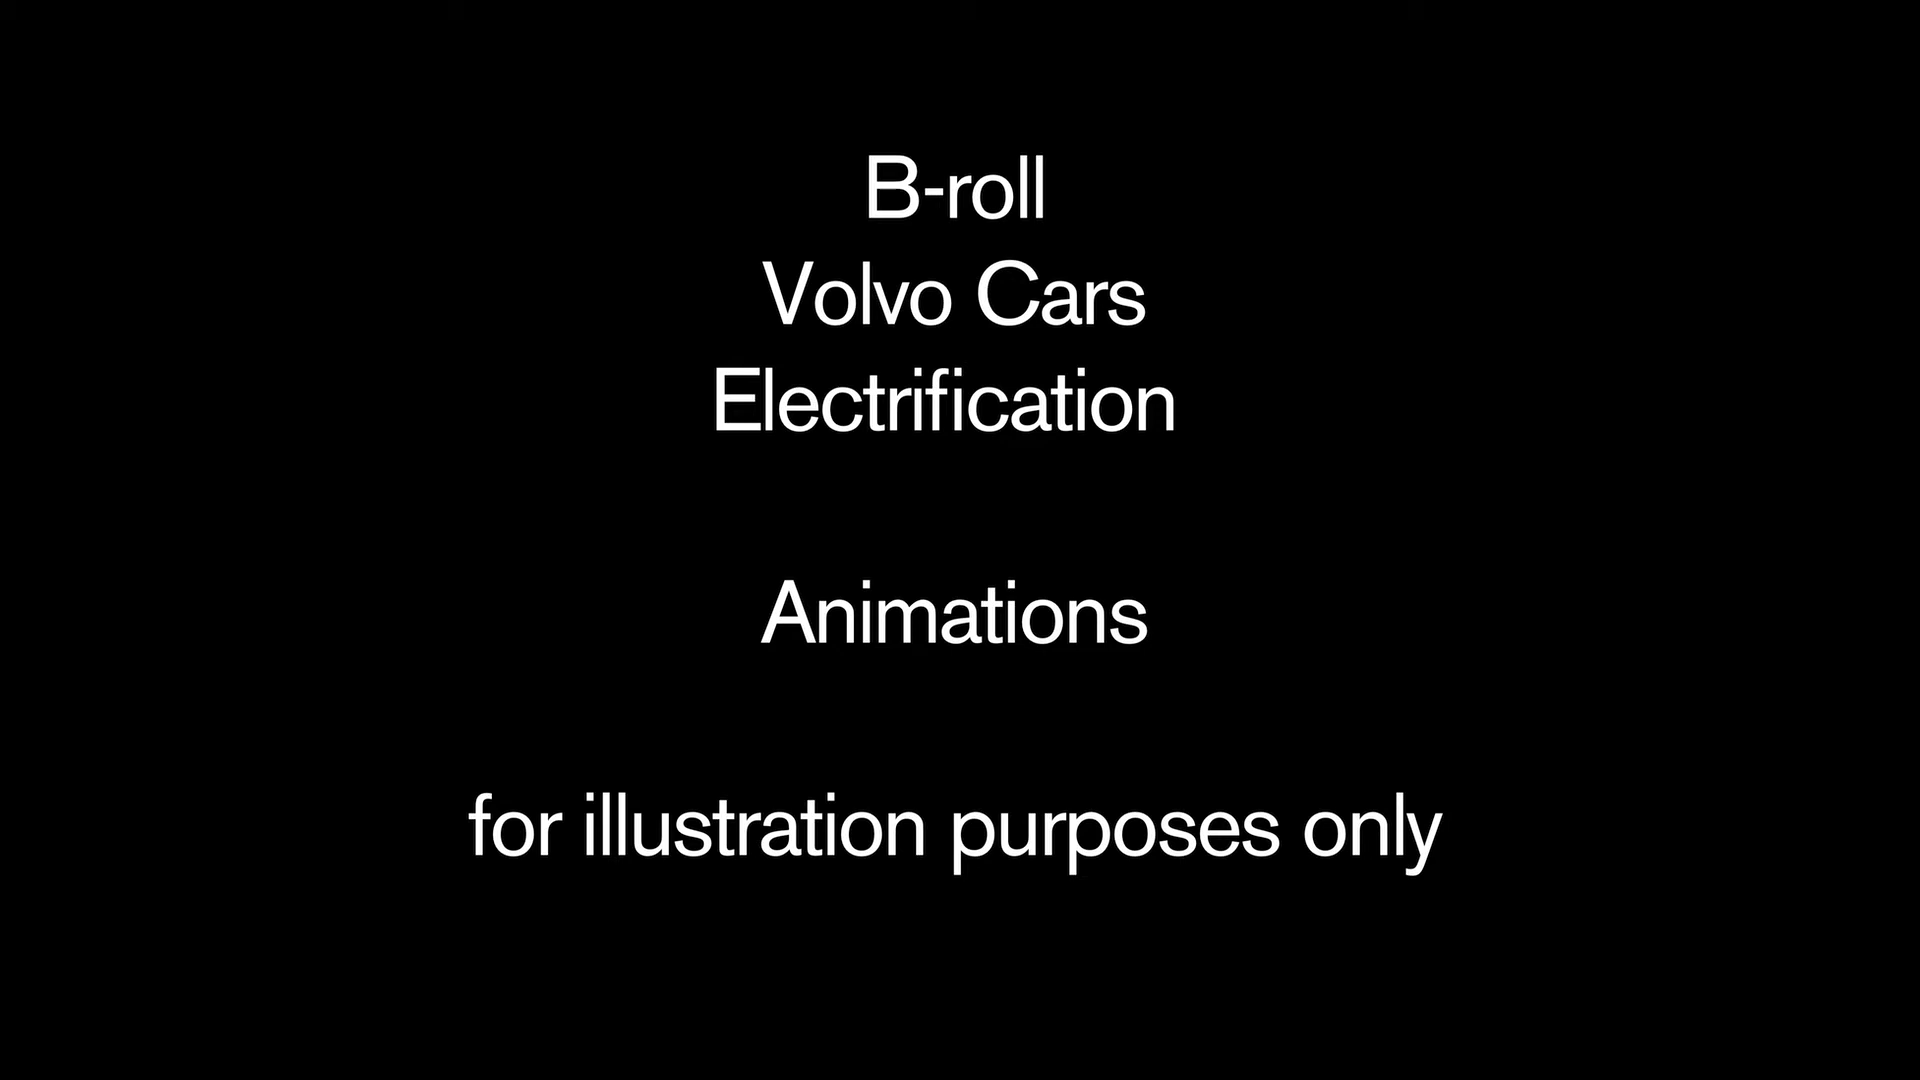 B-roll
Volvo Cars
Electrification
Animations
for illustration purposes only